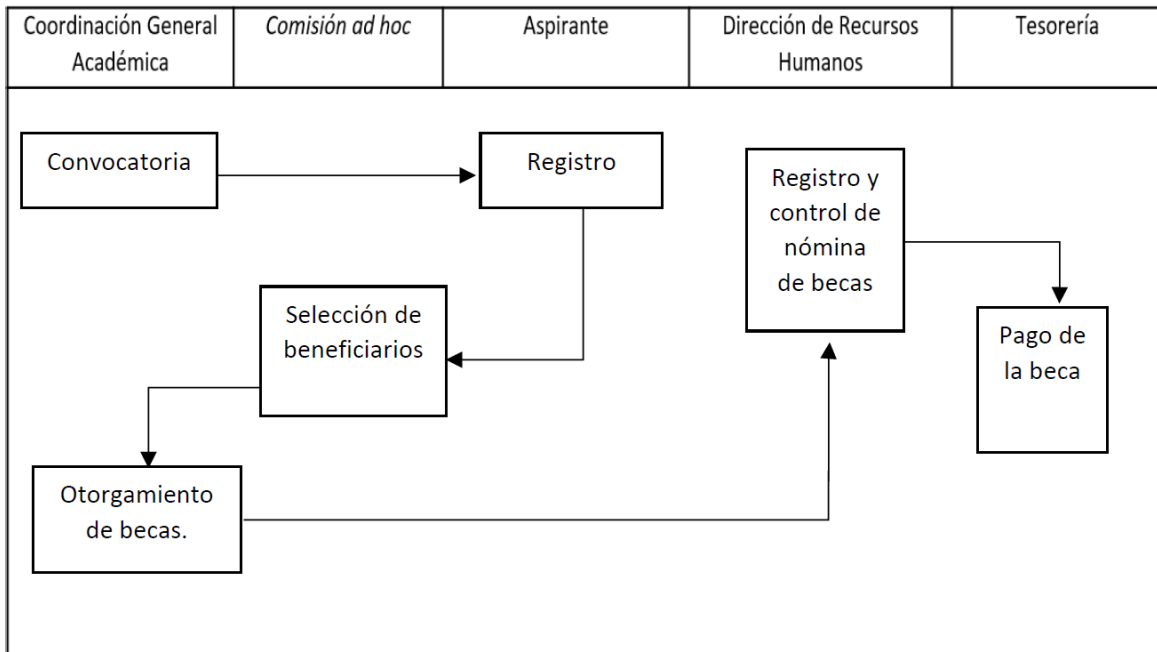 Coordinación General
Académica
Comisión ad hoc
Aspirante
Dirección de Recursos
Humanos
Tesorería
Convocatoria
Registro
Registro y
control de
nómina
de becas
Selección de
beneficiarios
Pago de
la beca
Otorgamiento
de becas.